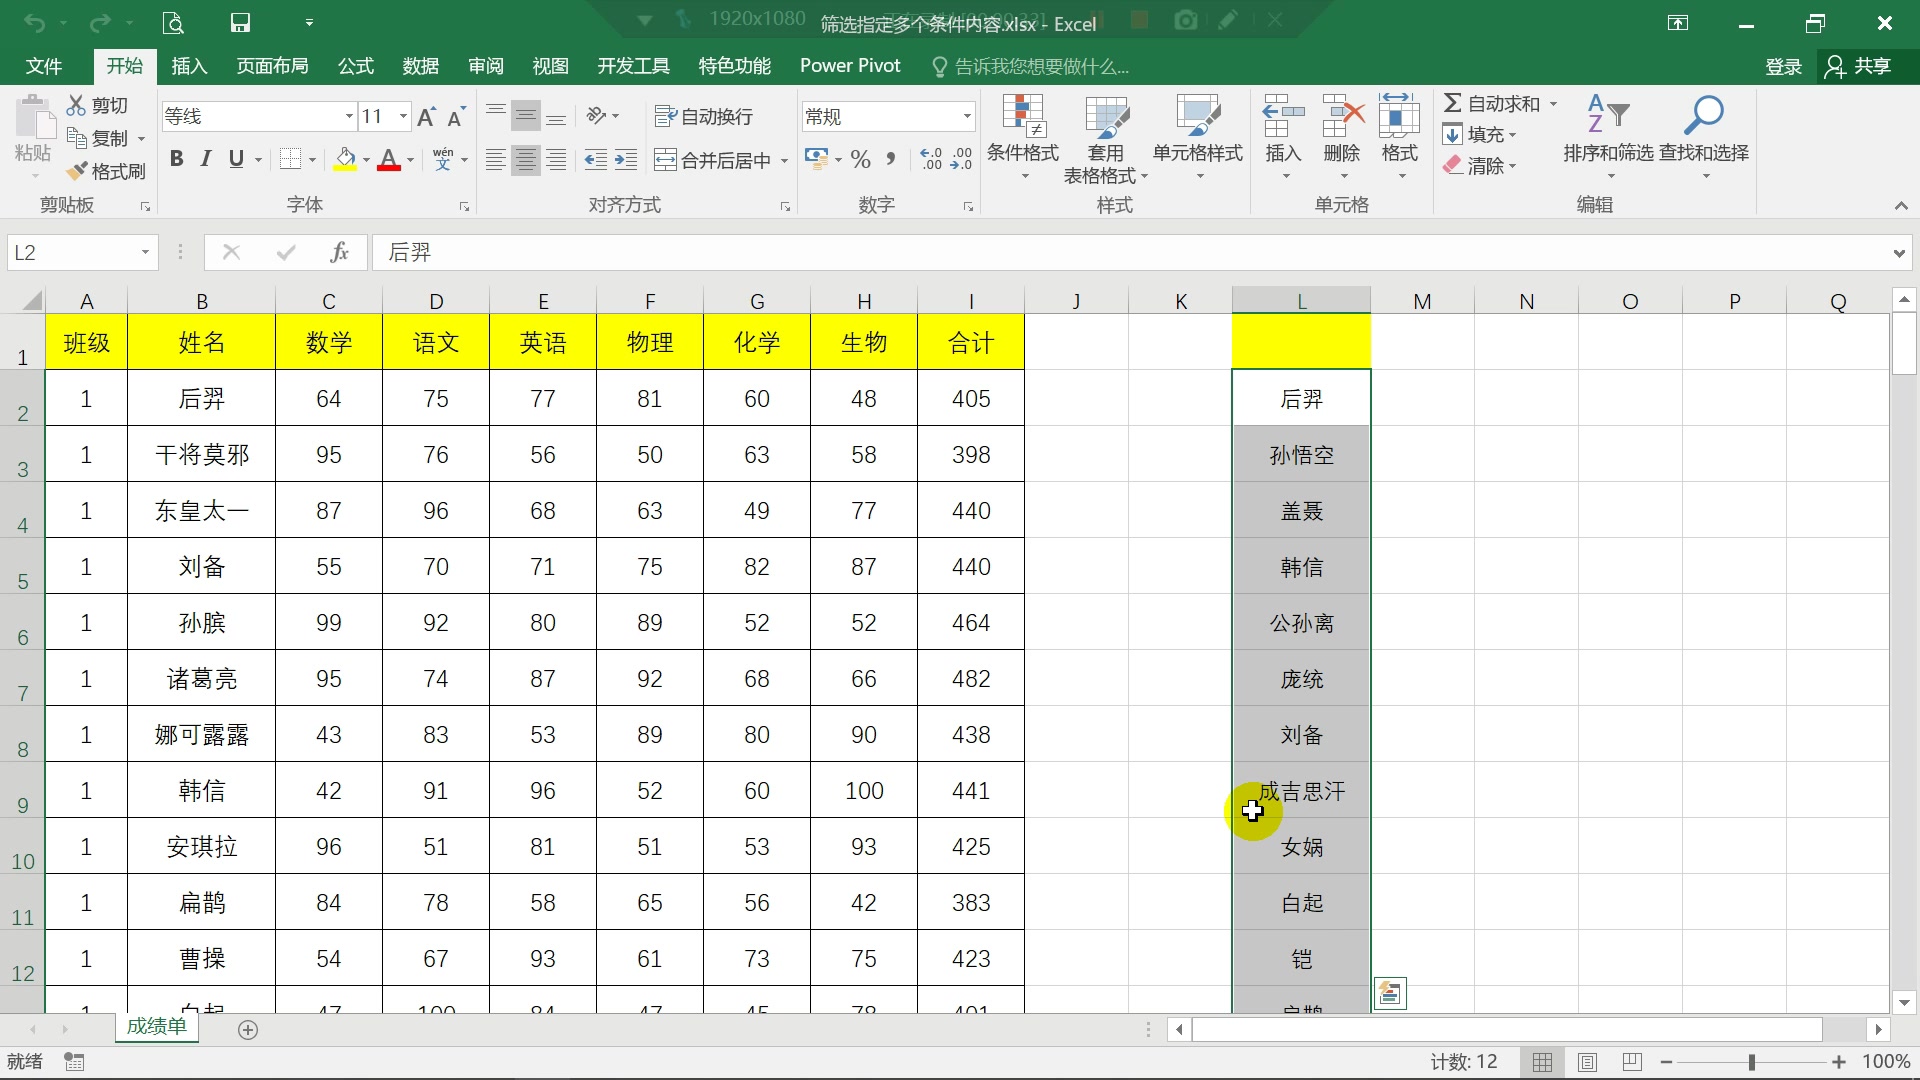 1920x1080
筛选指定多个条件内容.xlsx - Excel
文件 开始 插入 页面布局 公式 数据 审阅 视图 开发工具 特色功能 Power Pivot 告诉我您想要做什么... 登录 共享
剪切
复制
格式刷
粘贴
剪贴板
等线 11
B I U A wén 文
字体
自动换行
合并后居中
对齐方式
常规
% , .0 .00 .00 .0
数字
条件格式
套用
表格格式
单元格样式
样式
插入 删除 格式
单元格
自动求和
填充
清除
排序和筛选 查找和选择
编辑
L2 fx 后羿
A B C D E F G H I J K L M N O P Q
1 班级 姓名 数学 语文 英语 物理 化学 生物 合计
2 1 后羿 64 75 77 81 60 48 405 后羿
3 1 干将莫邪 95 76 56 50 63 58 398 孙悟空
4 1 东皇太一 87 96 68 63 49 77 440 盖聂
5 1 刘备 55 70 71 75 82 87 440 韩信
6 1 孙膑 99 92 80 89 52 52 464 公孙离
7 1 诸葛亮 95 74 87 92 68 66 482 庞统
8 1 娜可露露 43 83 53 89 80 90 438 刘备
9 1 韩信 42 91 96 52 60 100 441 成吉思汗
10 1 安琪拉 96 51 81 51 53 93 425 女娲
11 1 扁鹊 84 78 58 65 56 42 383 白起
12 1 曹操 54 67 93 61 73 75 423 铠
1 白起 47 100 84 47 45 78 401 扁鹊
成绩单
就绪 计数: 12 100%